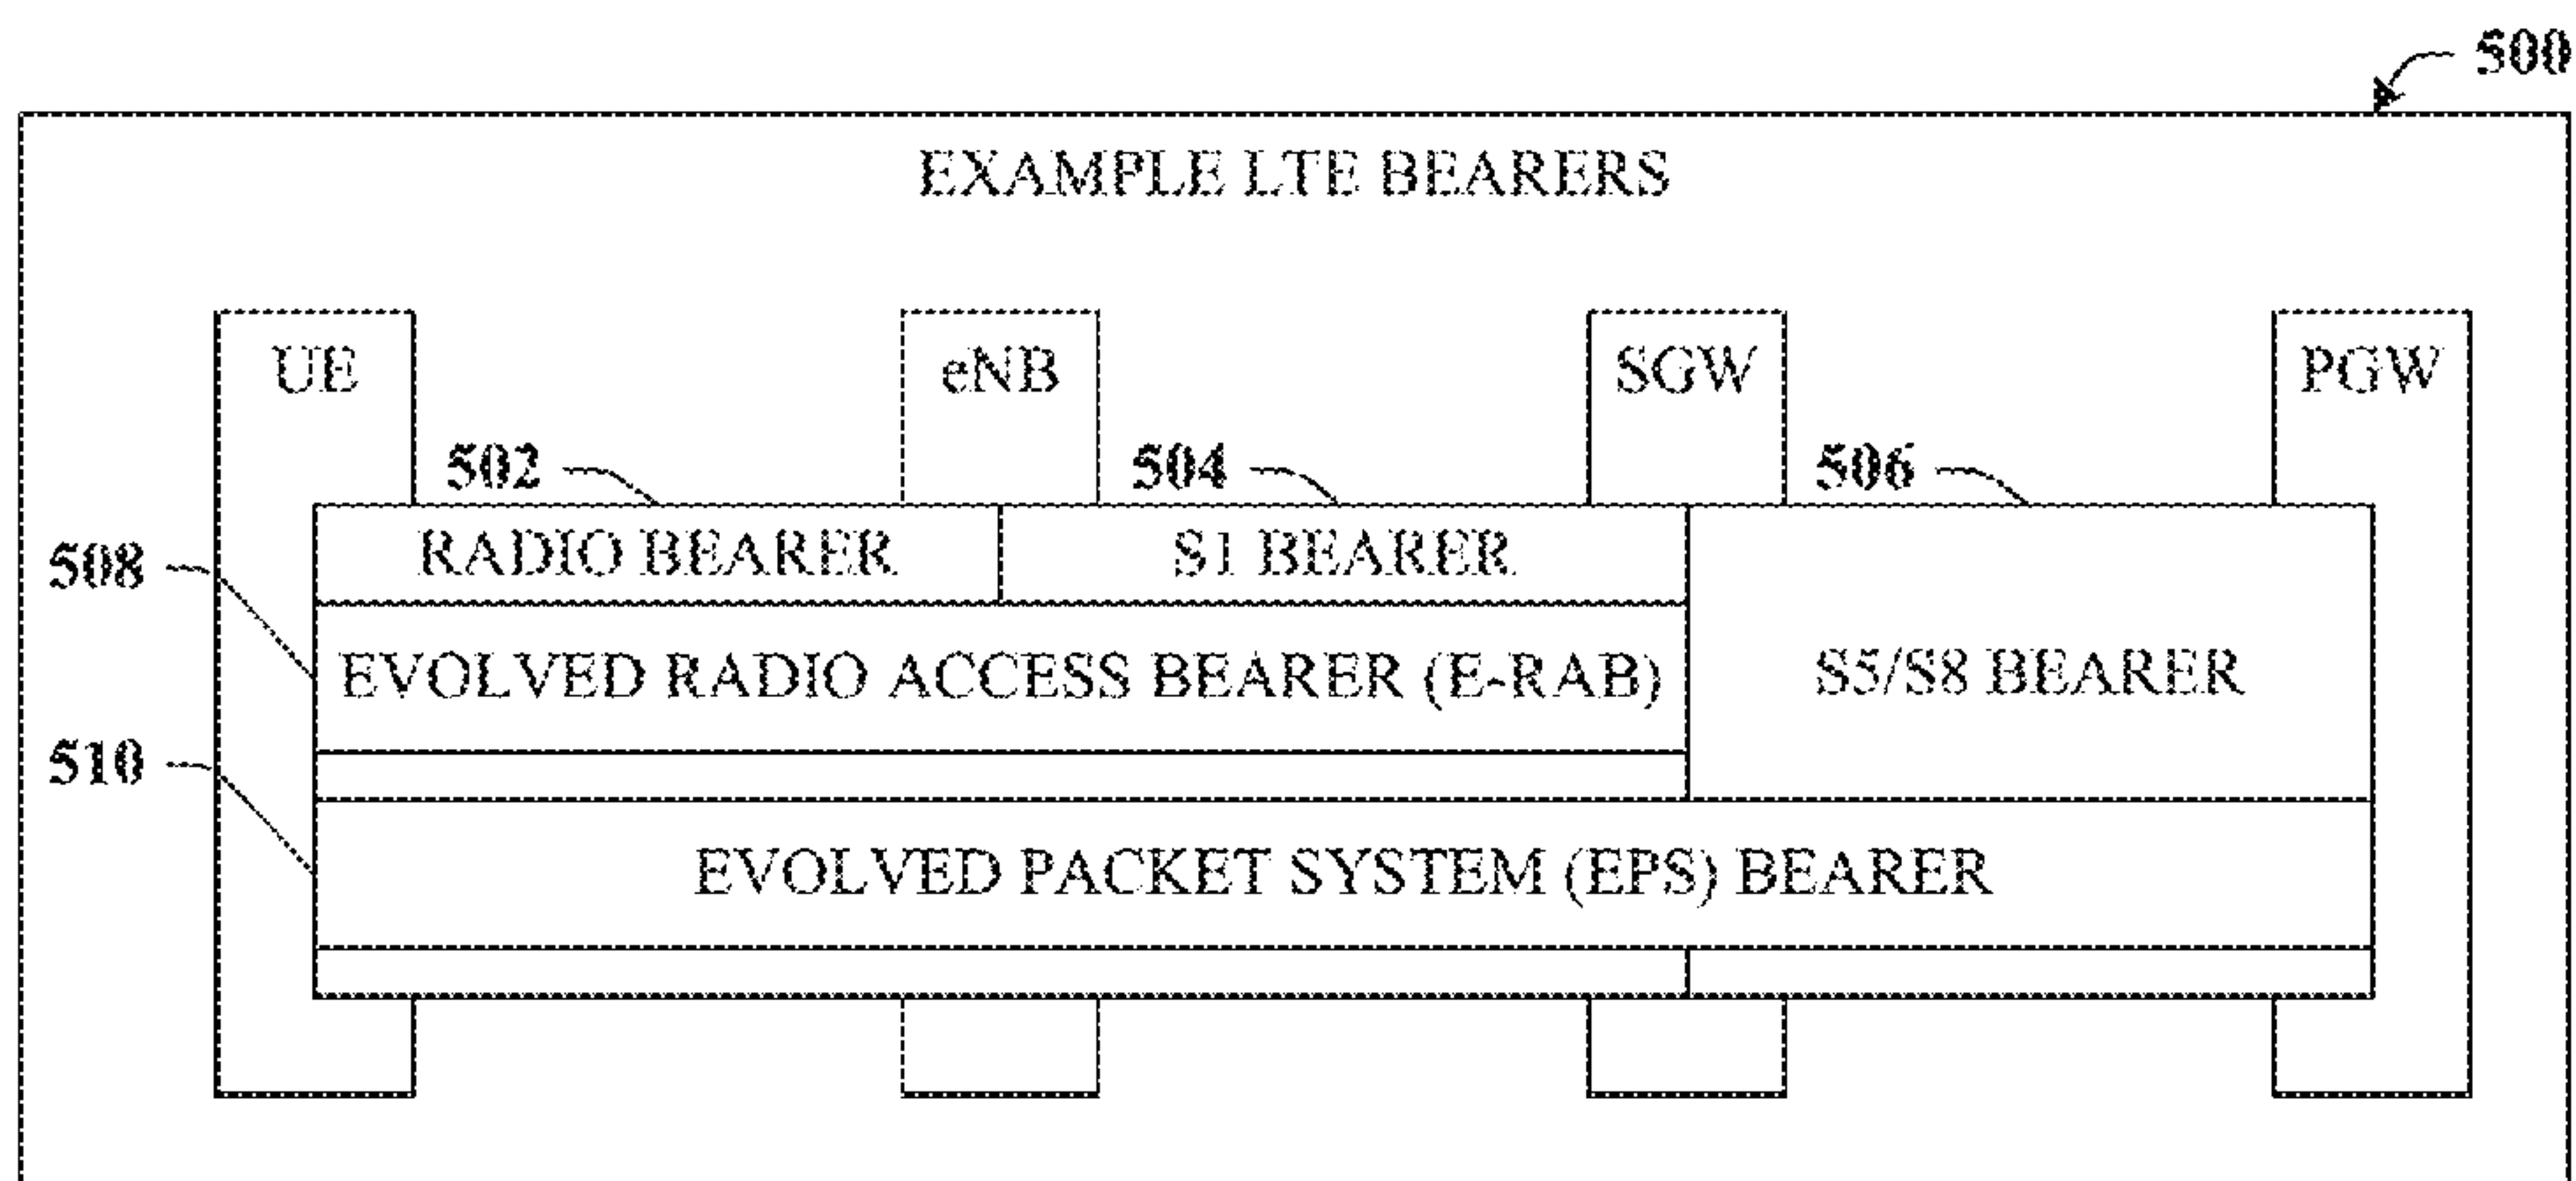 500
EXAMPLE LTE BEARERS
UE eNB SGW PGW
502 504 506
RADIO BEARER S1 BEARER
508
EVOLVED RADIO ACCESS BEARER (E-RAB) S5/S8 BEARER
510
EVOLVED PACKET SYSTEM (EPS) BEARER